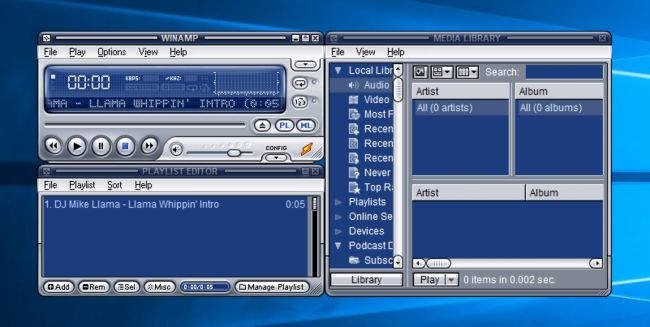 WINAMP
File Play Options View Help
00:00
KBPS: KHZ:
AMA - LLAMA WHIPPIN' INTRO (0:05
PL ML
CONFIG
PLAYLIST EDITOR
File Playlist Sort Help
1. DJ Mike Llama - Llama Whippin' Intro 0:05
Add Rem Sel Misc 0:00/0:05 Manage Playlist
MEDIA LIBRARY
File View Help
Local Libr
Audio
Video
Most F
Recen
Recen
Recen
Never
Top Ra
Playlists
Online Se
Devices
Podcast D
Subsc
Library
Search:
Artist Album
All (0 artists) All (0 albums)
Artist Album
Play 0 items in 0.002 sec.